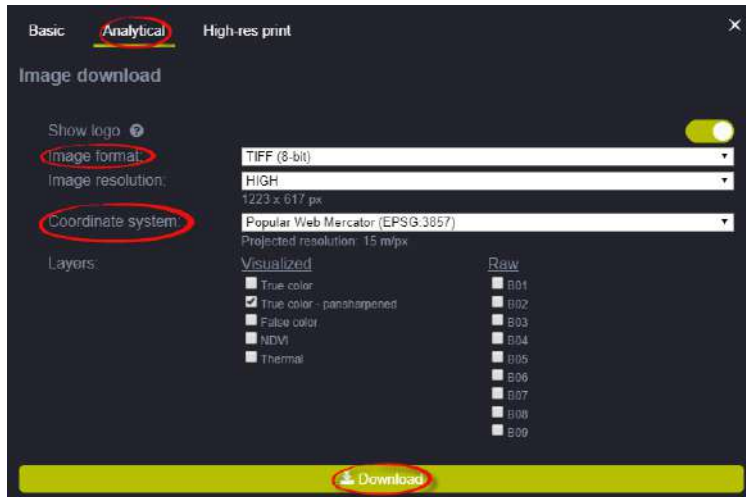 Basic Analytical High-res print
Image download
Show logo
Image format: TIFF (8-bit)
Image resolution: HIGH
1223 x 617 px
Coordinate system: Popular Web Mercator (EPSG:3857)
Projected resolution: 15 m/px
Layers: Visualized Raw
True color B01
True color - pansharpened B02
False color B03
NDVI B04
Thermal B05
B06
B07
B08
B09
Download